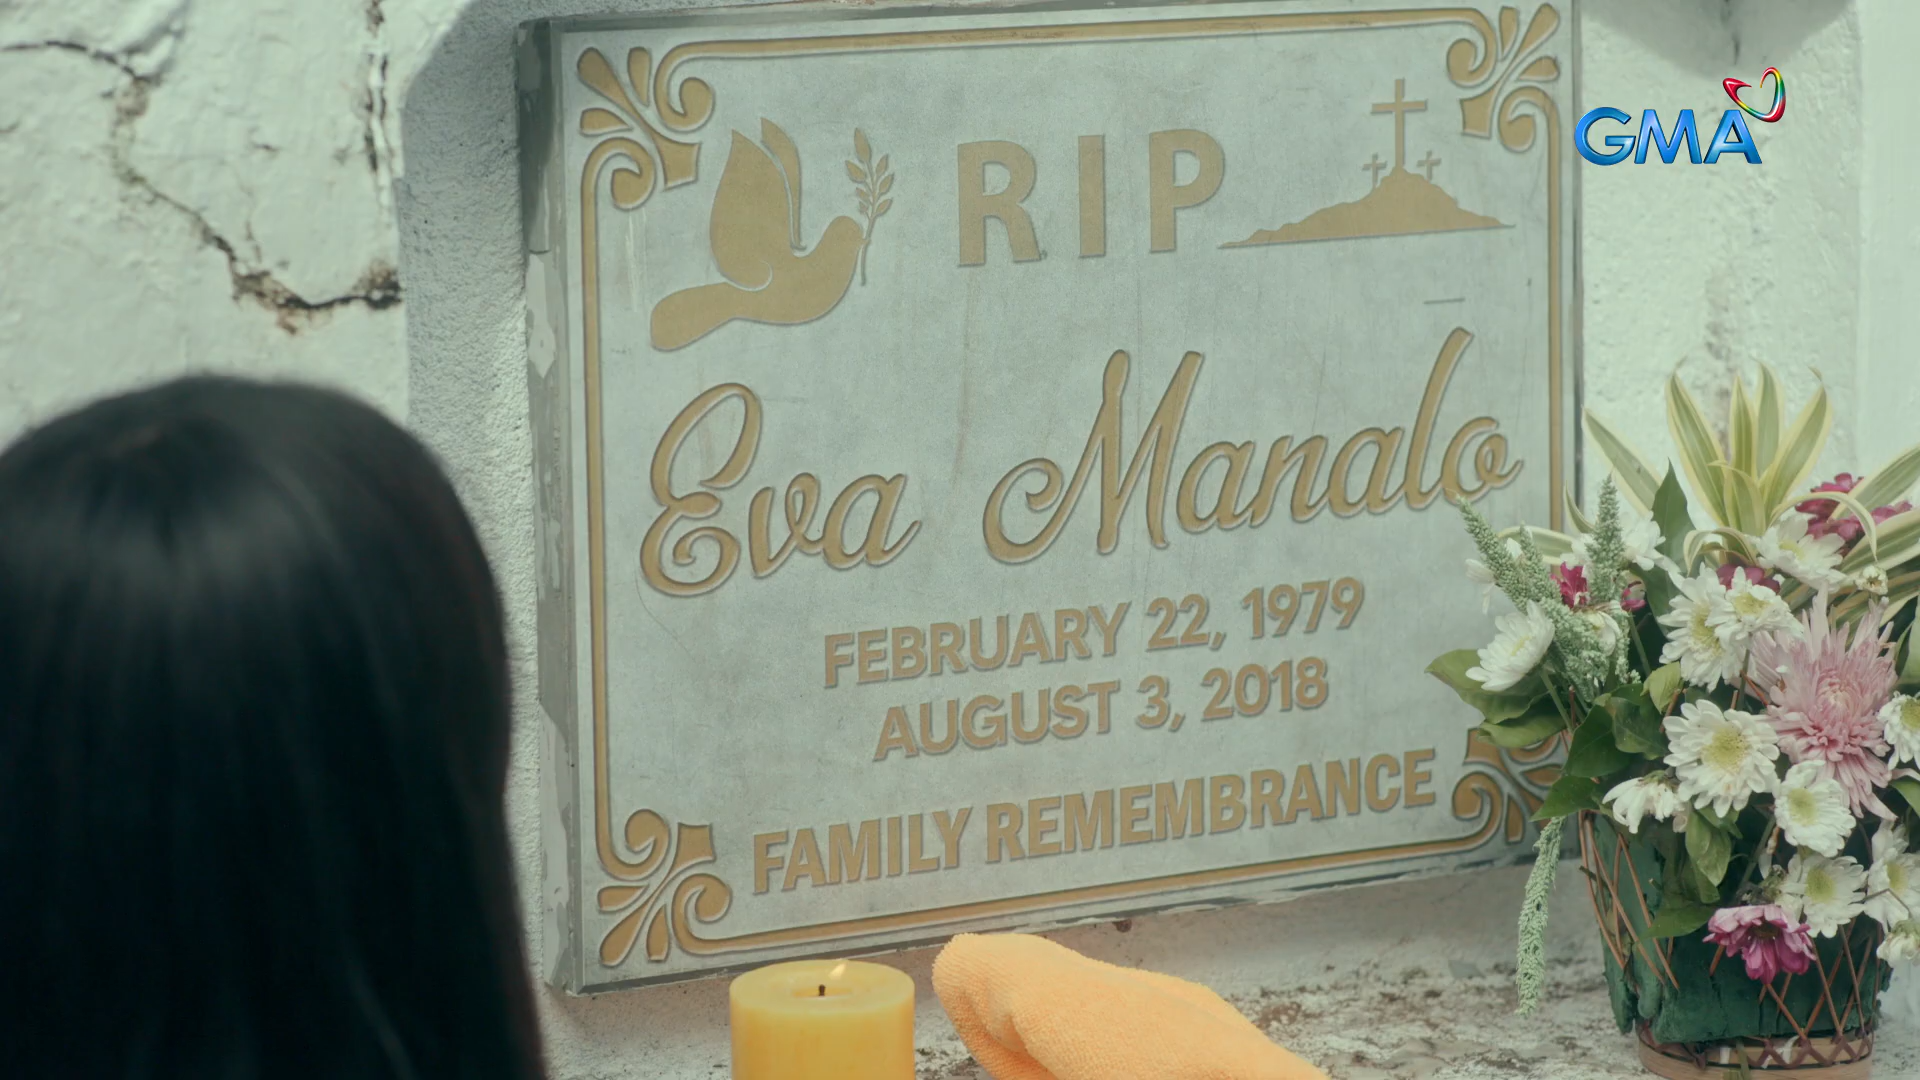 GMA
RIP
Eva Manalo
FEBRUARY 22, 1979
AUGUST 3, 2018
FAMILY REMEMBRANCE